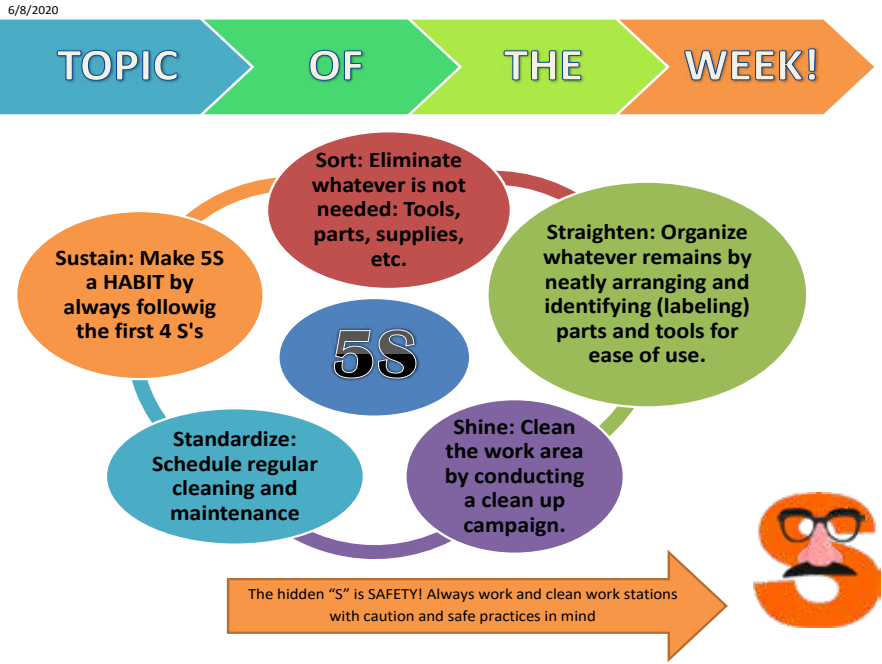 6/8/2020
TOPIC OF THE WEEK!
Sort: Eliminate
whatever is not
needed: Tools,
parts, supplies,
etc.
Straighten: Organize
whatever remains by
neatly arranging and
identifying (labeling)
parts and tools for
ease of use.
Shine: Clean
the work area
by conducting
a clean up
campaign.
Standardize:
Schedule regular
cleaning and
maintenance
Sustain: Make 5S
a HABIT by
always followig
the first 4 S's
5S
The hidden “S” is SAFETY! Always work and clean work stations
with caution and safe practices in mind
S